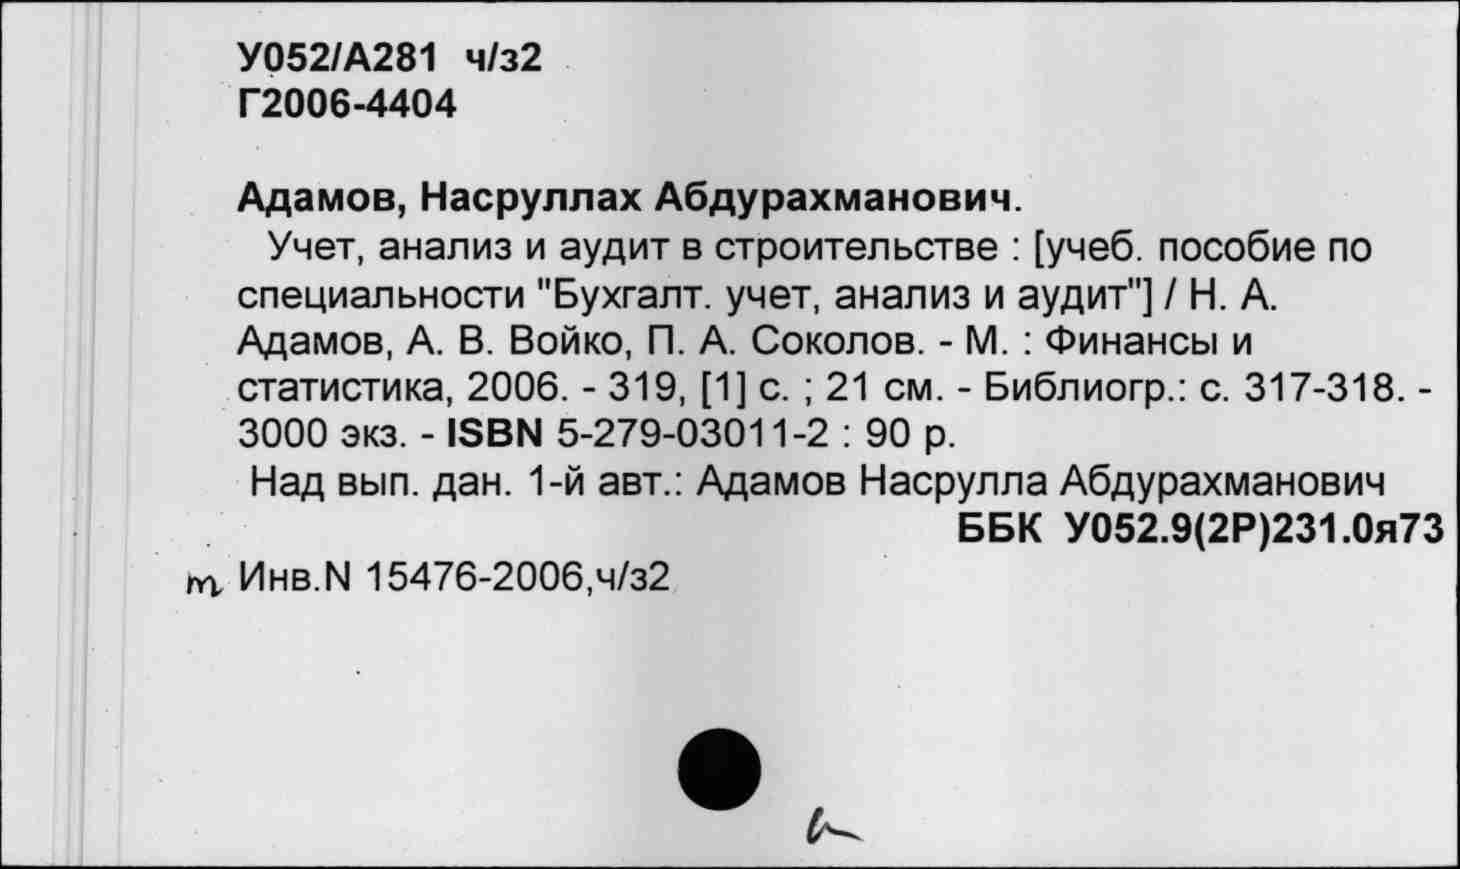 У052/А281 ч/з2
Г2006-4404
Адамов, Насруллах Абдурахманович.
Учет, анализ и аудит в строительстве : [учеб. пособие по
специальности "Бухгалт. учет, анализ и аудит"] / Н. А.
Адамов, А. В. Войко, П. А. Соколов. - М. : Финансы и
статистика, 2006. - 319, [1] с. ; 21 см. - Библиогр.: с. 317-318. -
3000 экз. - ISBN 5-279-03011-2 : 90 р.
Над вып. дан. 1-й авт.: Адамов Насрулла Абдурахманович
ББК У052.9(2Р)231.0я73
Инв.N 15476-2006,ч/з2